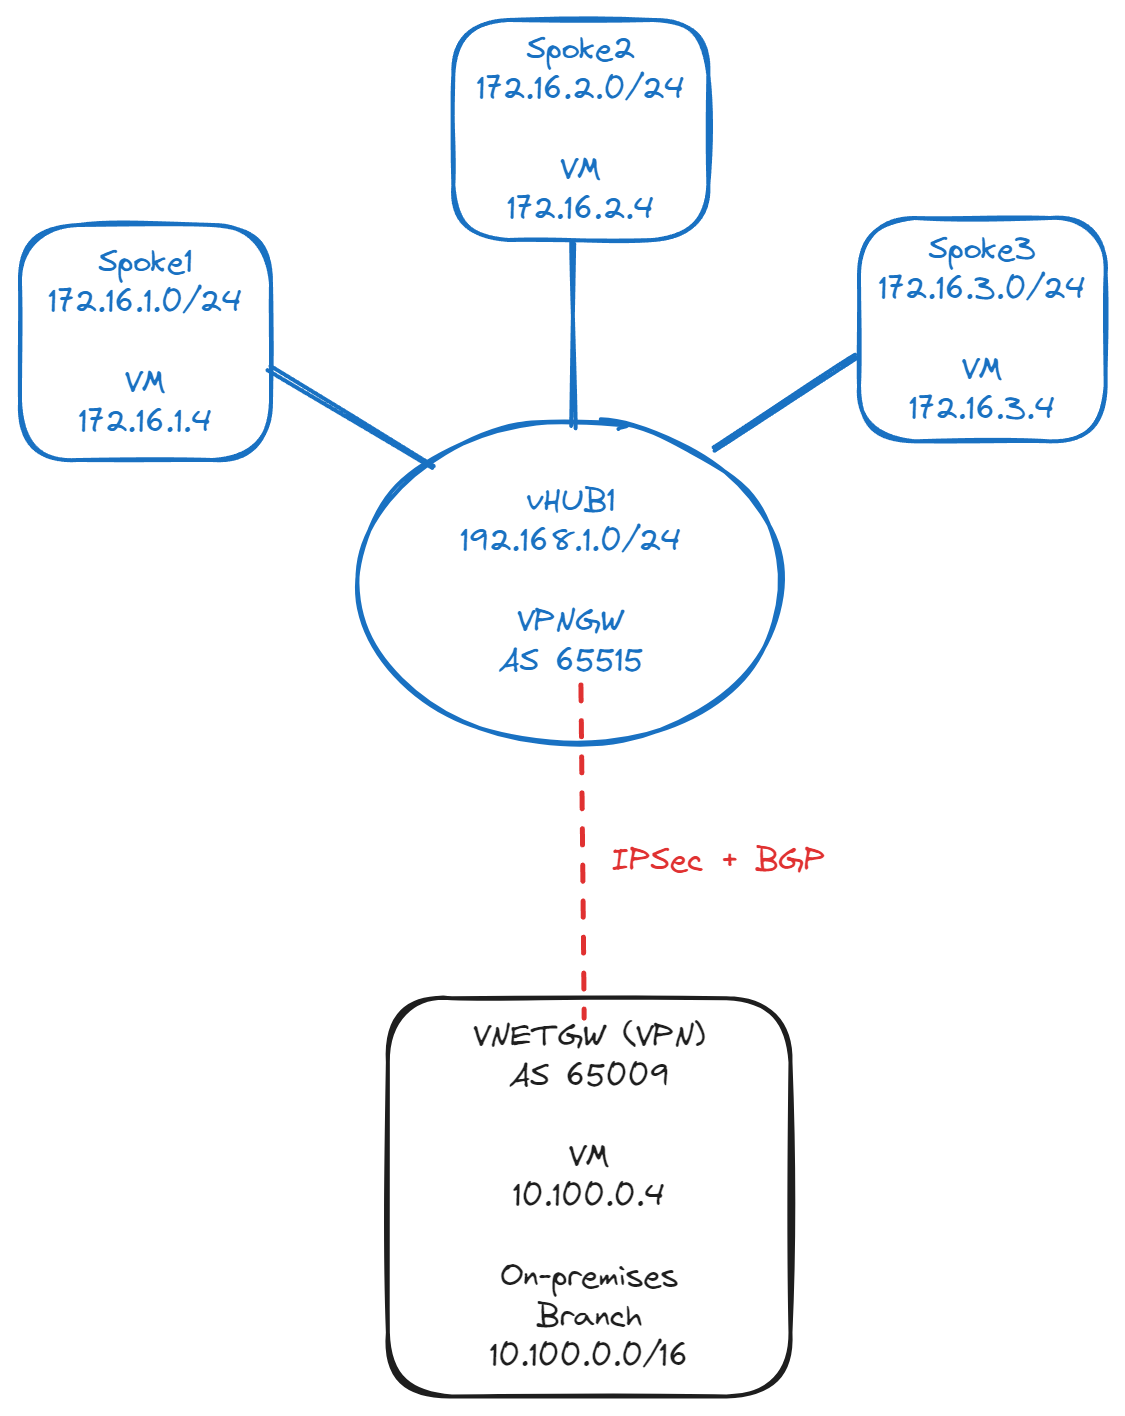 Spoke2
172.16.2.0/24
VM
172.16.2.4
Spoke1
172.16.1.0/24
VM
172.16.1.4
Spoke3
172.16.3.0/24
VM
172.16.3.4
vHUB1
192.168.1.0/24
VPNGW
AS 65515
IPSec + BGP
VNETGW (VPN)
AS 65009
VM
10.100.0.4
On-premises
Branch
10.100.0.0/16